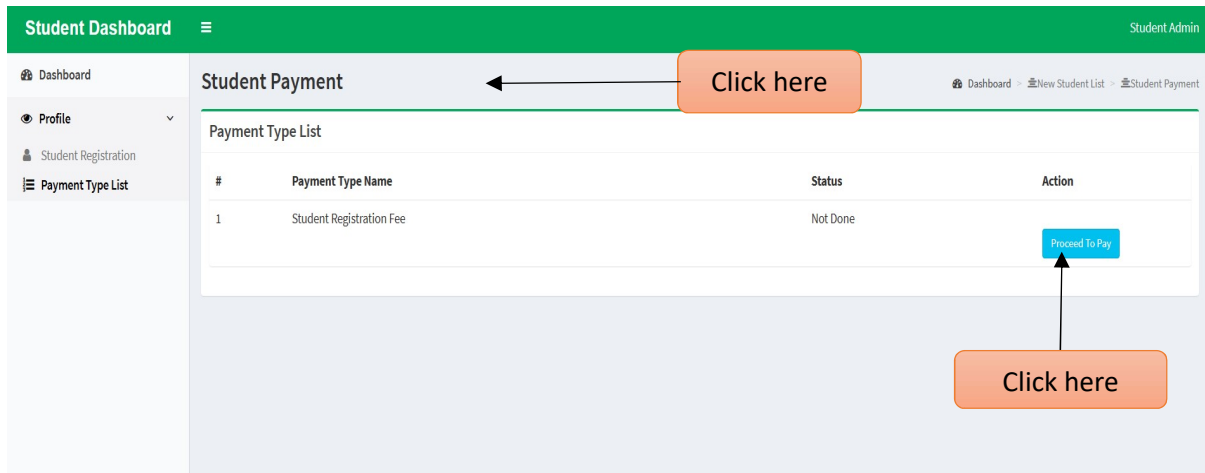 Student Dashboard
Student Admin
Dashboard
Profile
Student Registration
Payment Type List
Student Payment
Click here
Dashboard > New Student List > Student Payment
Payment Type List
# Payment Type Name Status Action
1 Student Registration Fee Not Done
Proceed To Pay
Click here